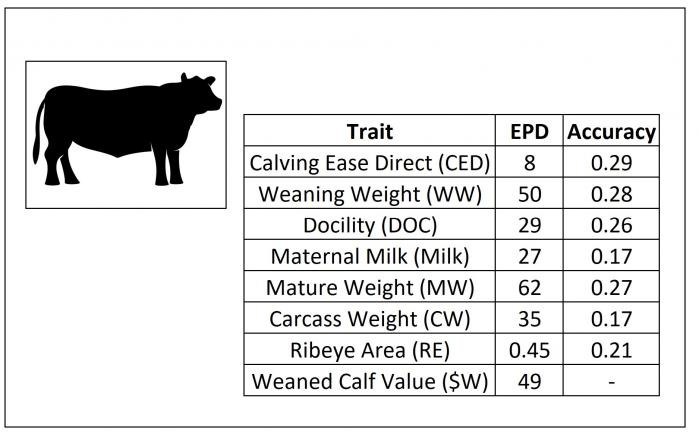 Trait EPD Accuracy
Calving Ease Direct (CED) 8 0.29
Weaning Weight (WW) 50 0.28
Docility (DOC) 29 0.26
Maternal Milk (Milk) 27 0.17
Mature Weight (MW) 62 0.27
Carcass Weight (CW) 35 0.17
Ribeye Area (RE) 0.45 0.21
Weaned Calf Value ($W) 49 -